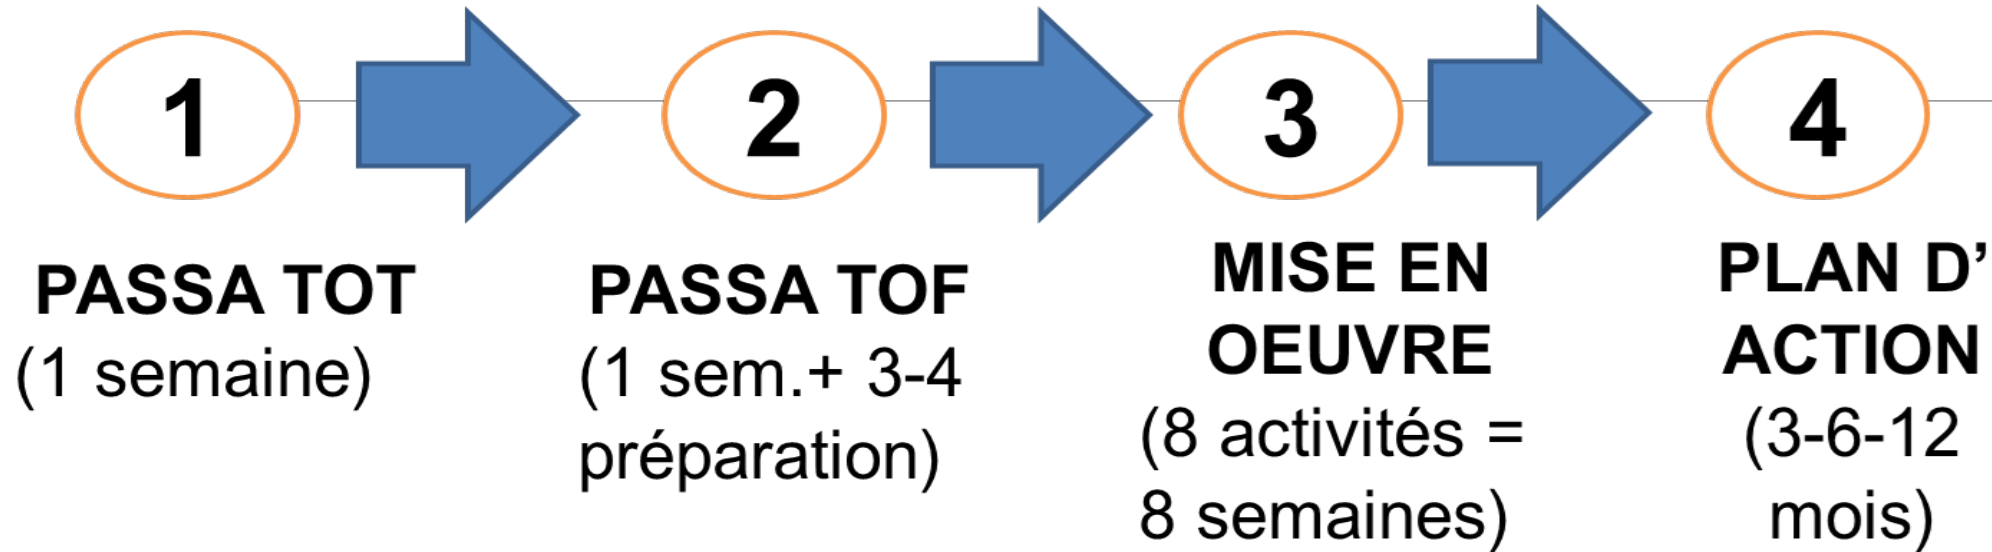 1
PASSA TOT
(1 semaine)
2
PASSA TOF
(1 sem.+ 3-4
préparation)
3
MISE EN
OEUVRE
(8 activités =
8 semaines)
4
PLAN D’
ACTION
(3-6-12
mois)